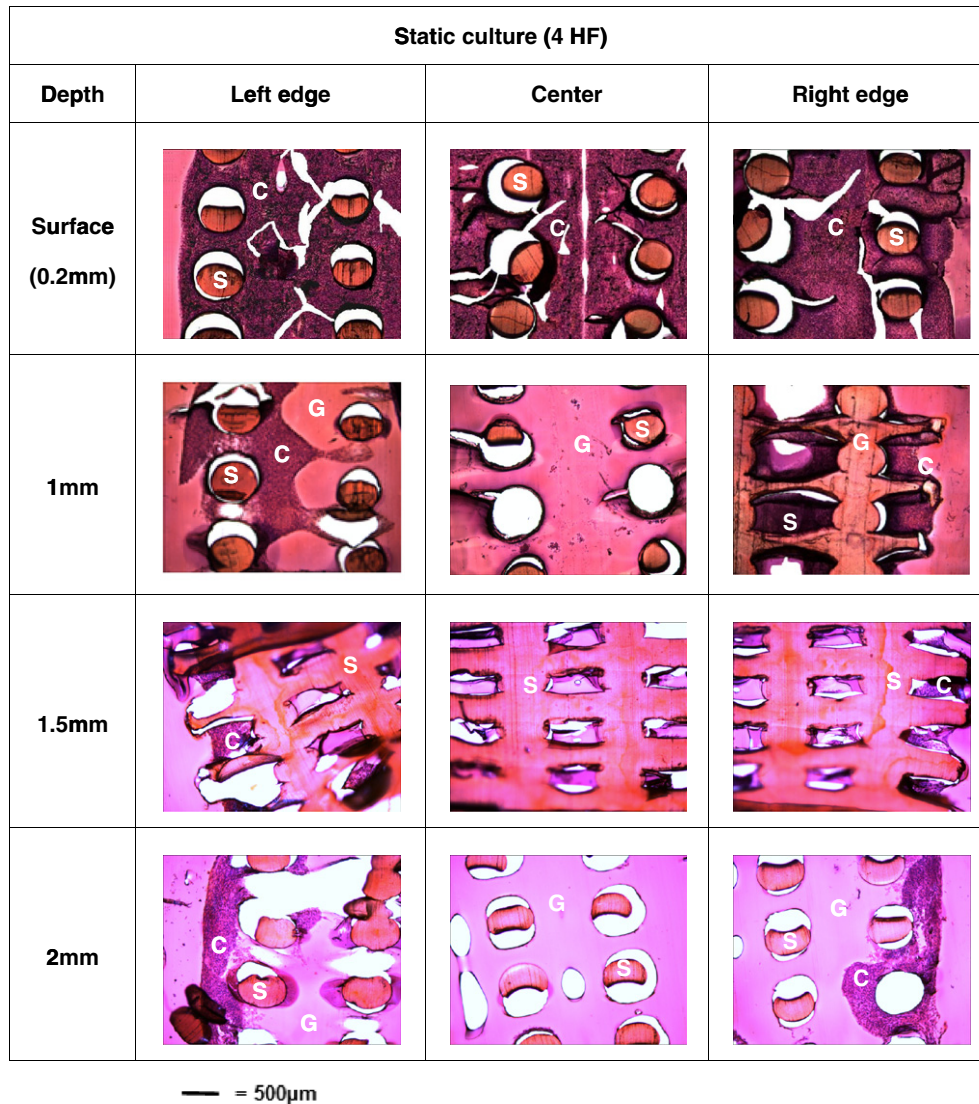 Static culture (4 HF)
Depth Left edge Center Right edge
Surface
(0.2mm)
C S
S C
C S
1mm
G C S
G S
G C S
1.5mm
S C
S
S C
2mm
C S G
G S
G S C
= 500µm